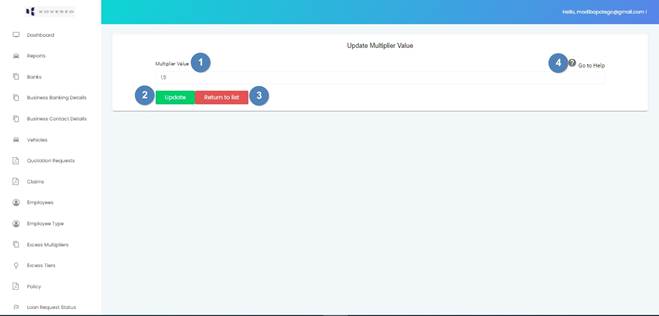 Hello, modibapatego@gmail.com !
Dashboard
Reports
Banks
Business Banking Details
Business Contact Details
Vehicles
Quotation Requests
Claims
Employees
Employee Type
Excess Multipliers
Excess Tiers
Policy
Loan Request Status
Update Multiplier Value
Multiplier Value 1
4 Go to Help
1,5
2 Update Return to list 3